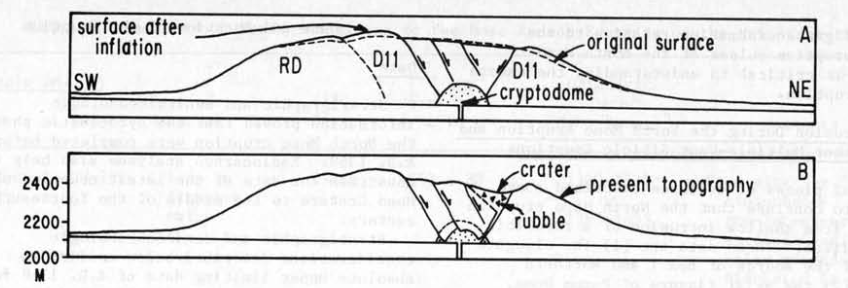 surface after
inflation
A
original surface
RD
D11
D11
SW
cryptodome
NE
B
2400
2200
2000
M
crater
present topography
rubble